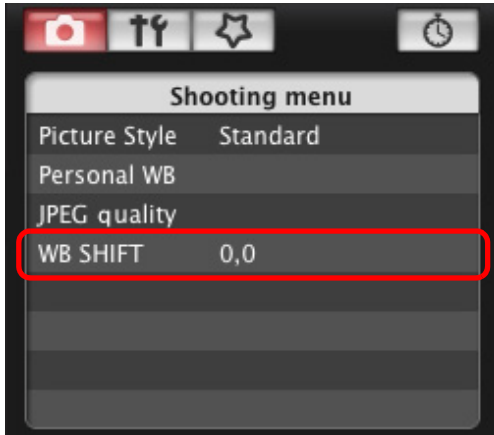 Shooting menu
Picture Style Standard
Personal WB
JPEG quality
WB SHIFT 0,0